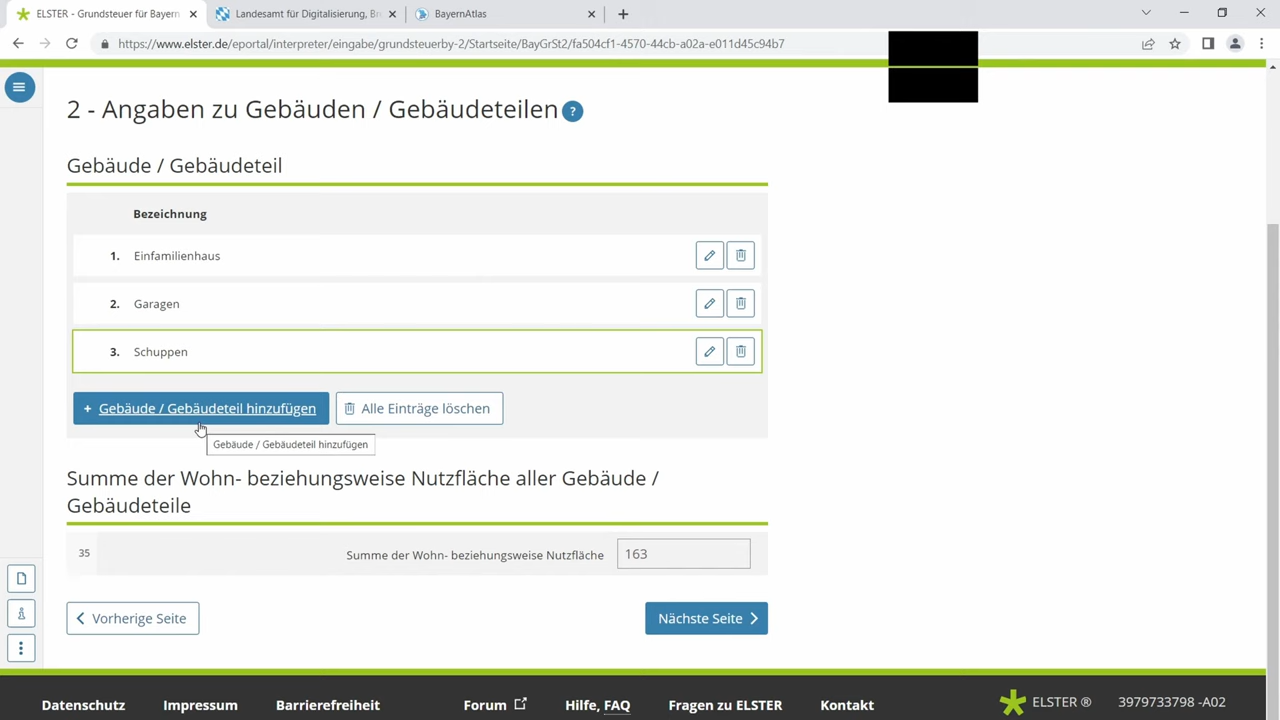 ELSTER - Grundsteuer für Bayern
Landesamt für Digitalisierung, Br
BayernAtlas
https://www.elster.de/eportal/interpreter/eingabe/grundsteuerby-2/Startseite/BayGrSt2/fa504cf1-4570-44cb-a02a-e011d45c94b7
2 - Angaben zu Gebäuden / Gebäudeteilen ?
Gebäude / Gebäudeteil
Bezeichnung
1. Einfamilienhaus
2. Garagen
3. Schuppen
+ Gebäude / Gebäudeteil hinzufügen
Alle Einträge löschen
Gebäude / Gebäudeteil hinzufügen
Summe der Wohn- beziehungsweise Nutzfläche aller Gebäude /
Gebäudeteile
35 Summe der Wohn- beziehungsweise Nutzfläche 163
Vorherige Seite
Nächste Seite
Datenschutz Impressum Barrierefreiheit Forum Hilfe, FAQ Fragen zu ELSTER Kontakt ELSTER ® 3979733798 -A02